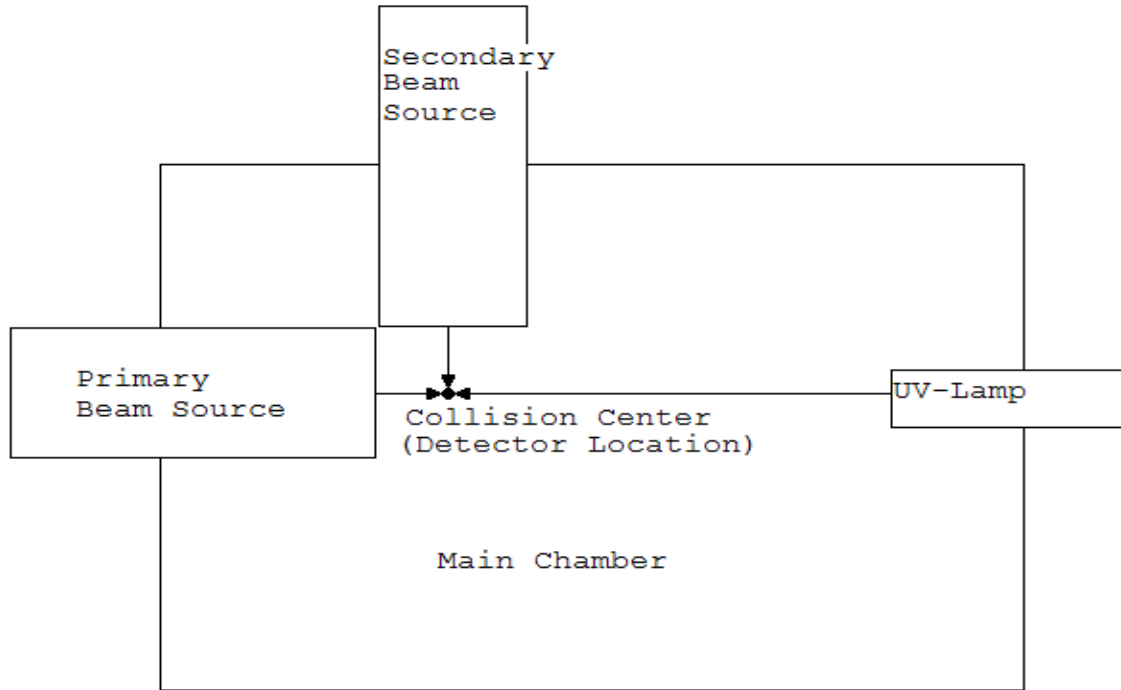 Secondary
Beam
Source
Primary
Beam Source
UV-Lamp
Collision Center
(Detector Location)
Main Chamber